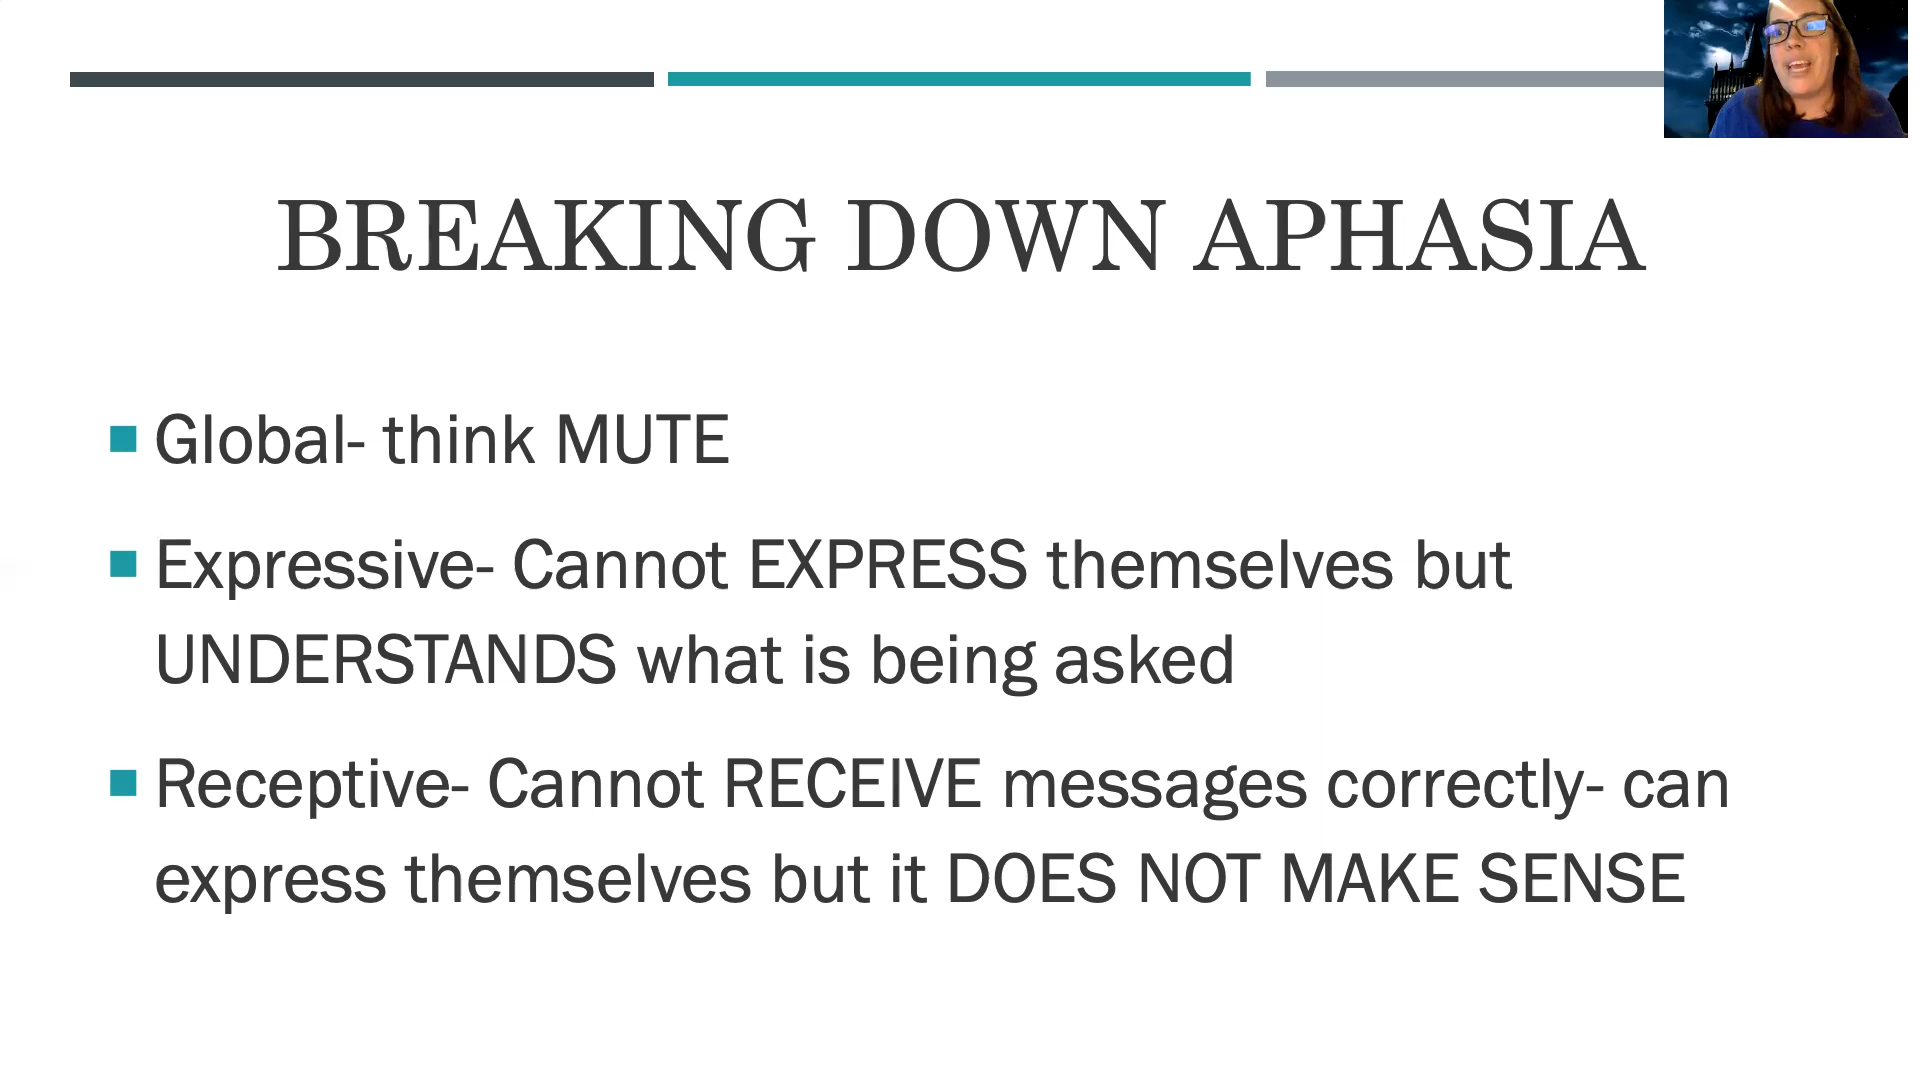 BREAKING DOWN APHASIA
Global- think MUTE
Expressive- Cannot EXPRESS themselves but
UNDERSTANDS what is being asked
Receptive- Cannot RECEIVE messages correctly- can
express themselves but it DOES NOT MAKE SENSE